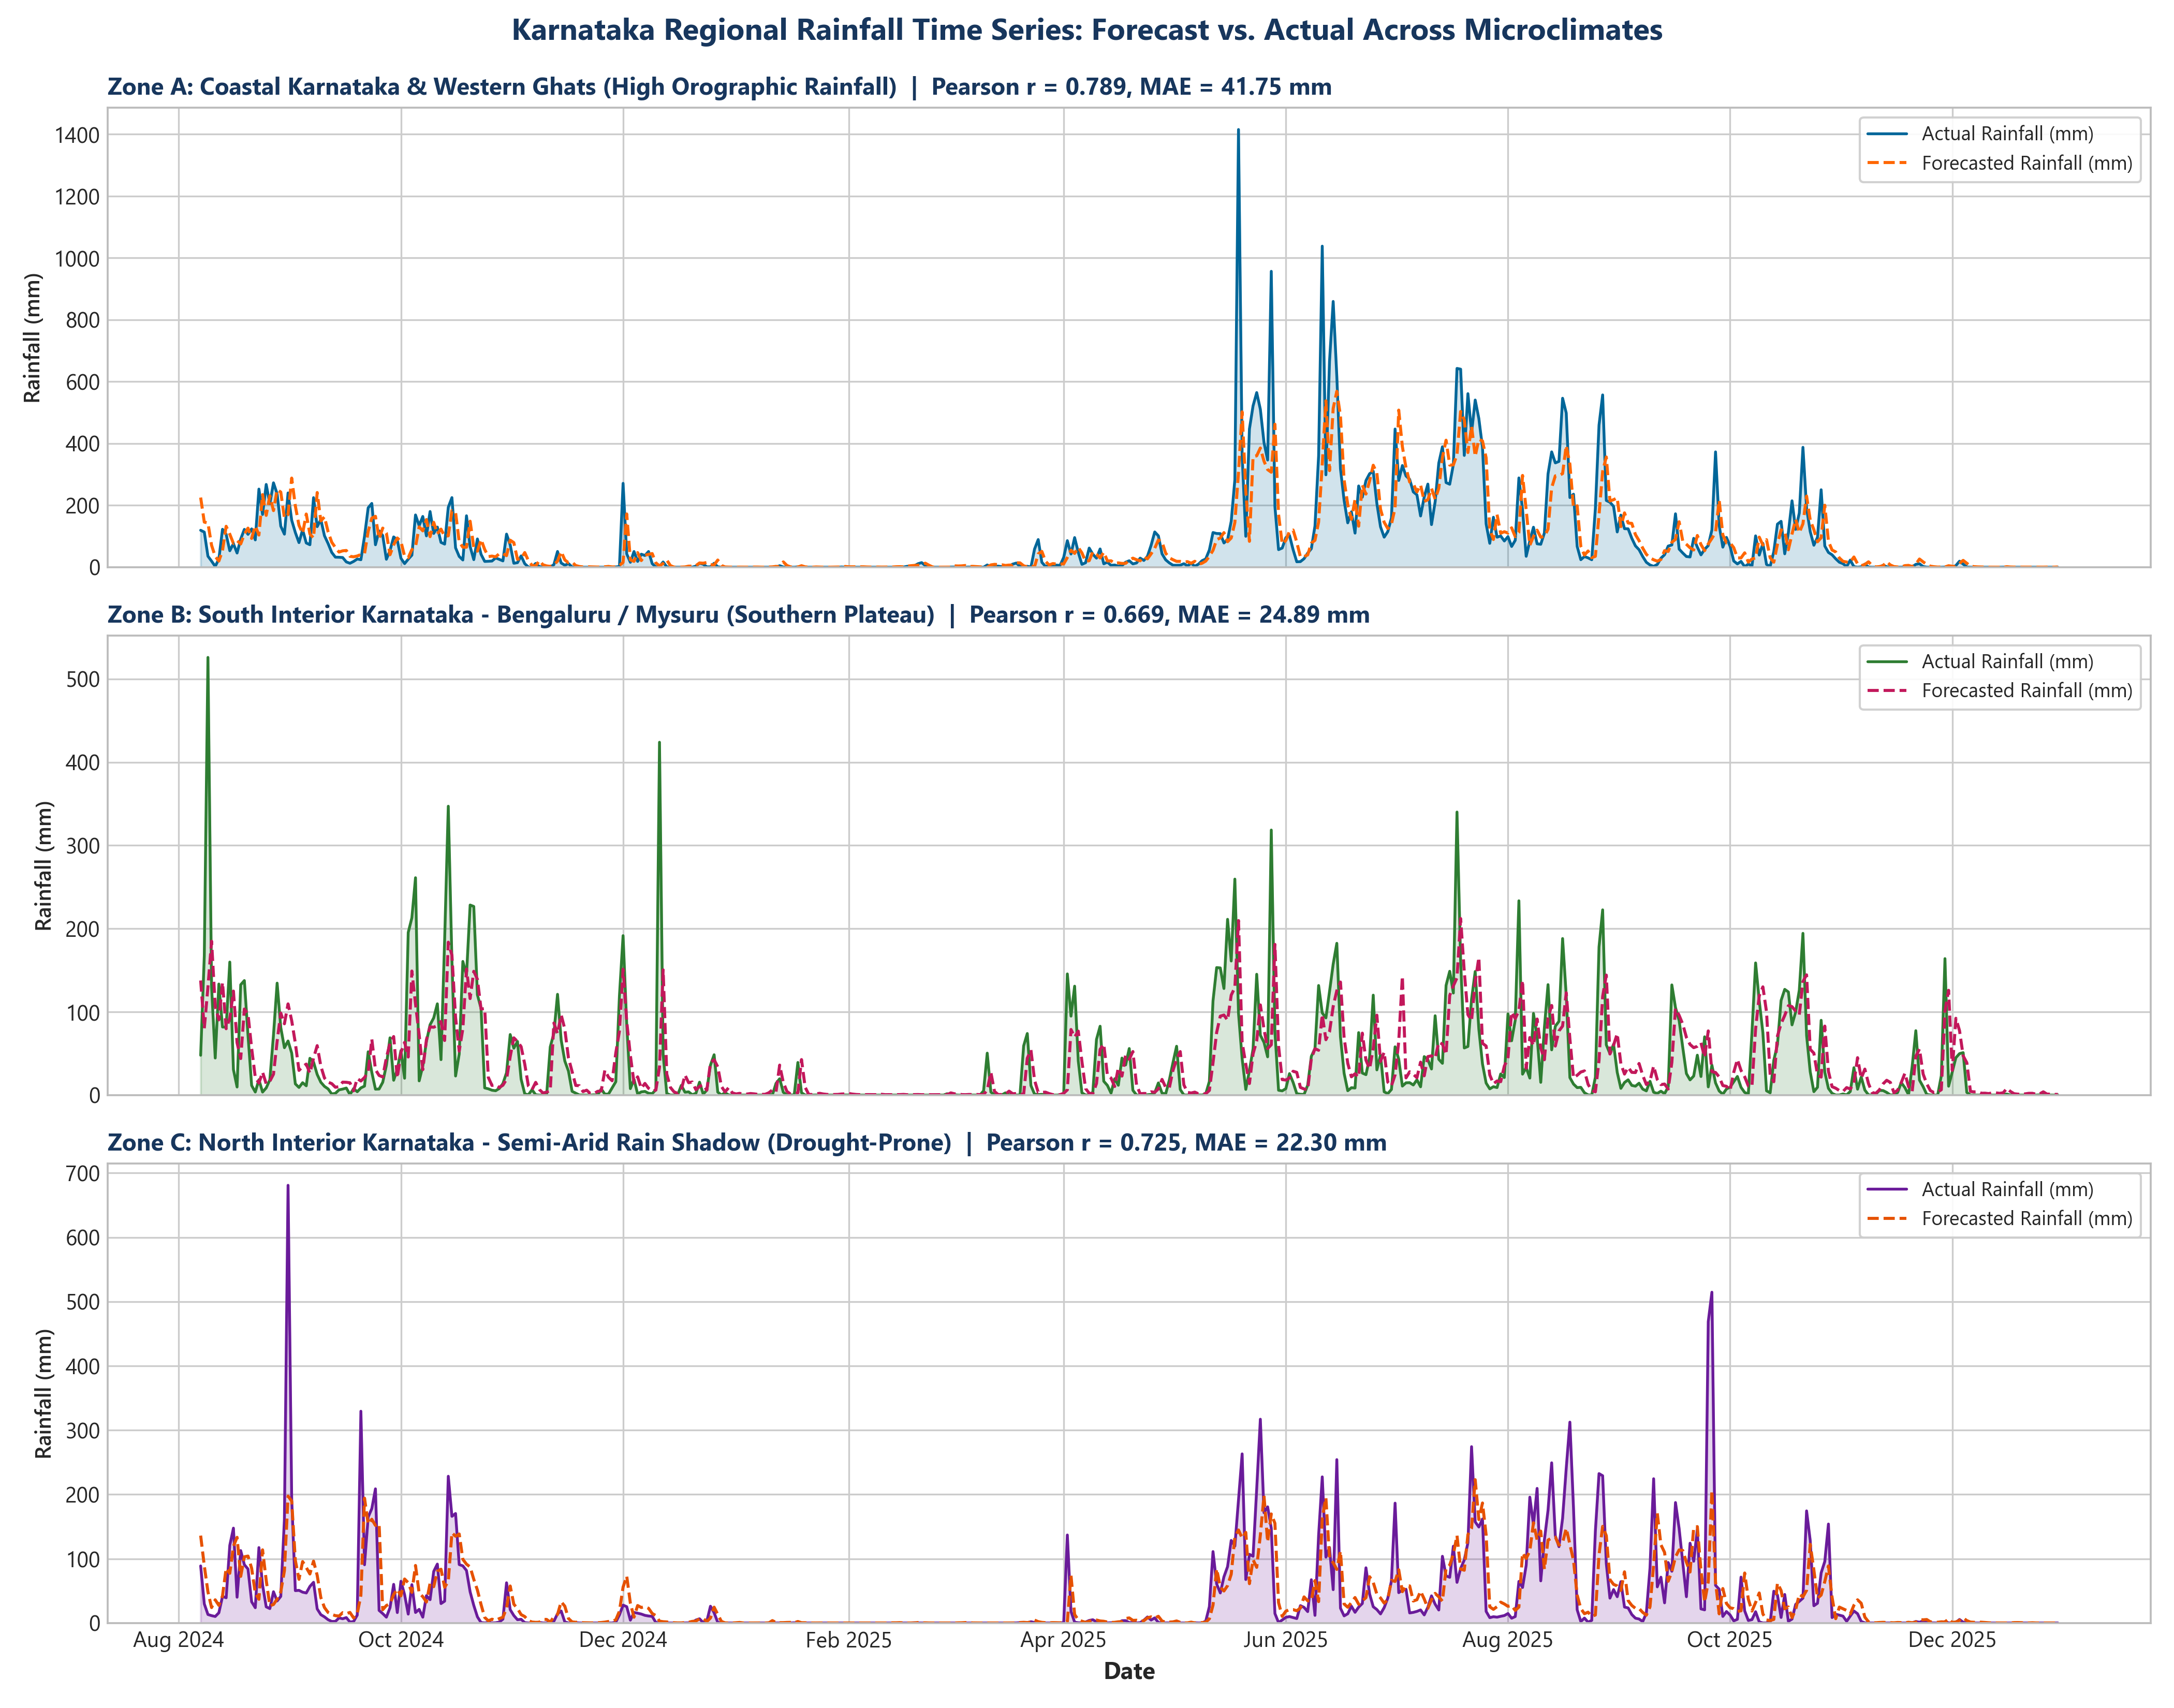 Karnataka Regional Rainfall Time Series: Forecast vs. Actual Across Microclimates
Zone A: Coastal Karnataka & Western Ghats (High Orographic Rainfall) | Pearson r = 0.789, MAE = 41.75 mm
Rainfall (mm)
1400
1200
1000
800
600
400
200
0
Actual Rainfall (mm)
Forecasted Rainfall (mm)
Zone B: South Interior Karnataka - Bengaluru / Mysuru (Southern Plateau) | Pearson r = 0.669, MAE = 24.89 mm
Rainfall (mm)
500
400
300
200
100
0
Actual Rainfall (mm)
Forecasted Rainfall (mm)
Zone C: North Interior Karnataka - Semi-Arid Rain Shadow (Drought-Prone) | Pearson r = 0.725, MAE = 22.30 mm
Rainfall (mm)
700
600
500
400
300
200
100
0
Actual Rainfall (mm)
Forecasted Rainfall (mm)
Aug 2024 Oct 2024 Dec 2024 Feb 2025 Apr 2025 Jun 2025 Aug 2025 Oct 2025 Dec 2025
Date